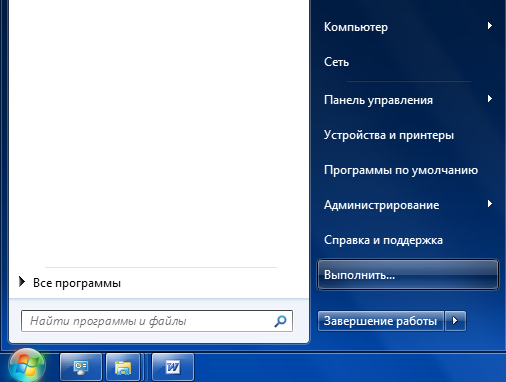 Компьютер
Сеть
Панель управления
Устройства и принтеры
Программы по умолчанию
Администрирование
Справка и поддержка
Выполнить...
Все программы
Найти программы и файлы
Завершение работы
W